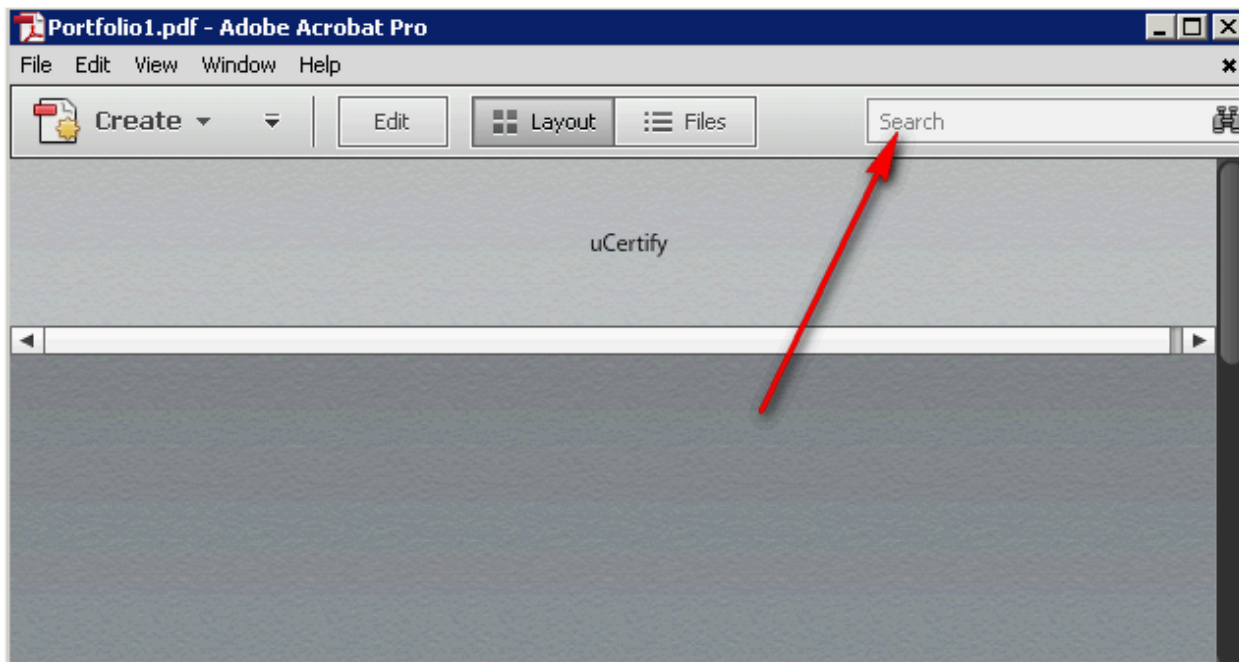 Portfolio1.pdf - Adobe Acrobat Pro
File Edit View Window Help
Create Edit Layout Files Search
uCertify